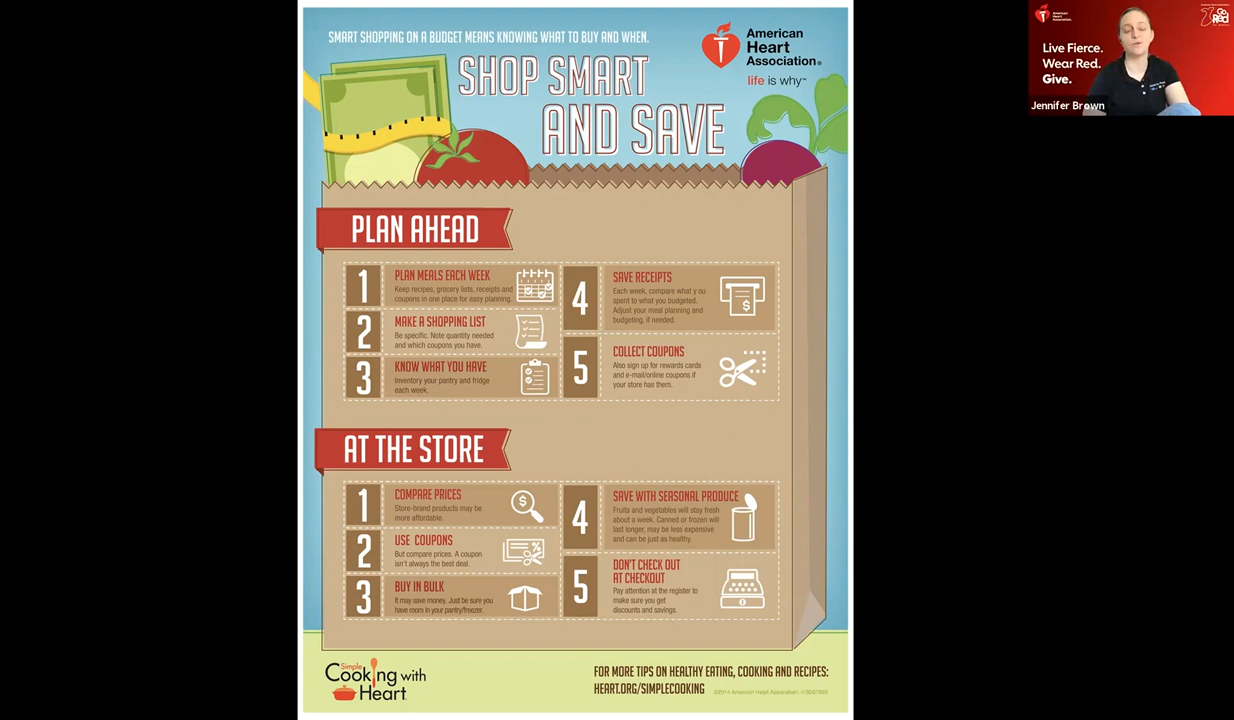 SMART SHOPPING ON A BUDGET MEANS KNOWING WHAT TO BUY AND WHEN.
American
Heart
Association®
life is why™
SHOP SMART
AND SAVE
PLAN AHEAD
1
PLAN MEALS EACH WEEK
Keep recipes, grocery lists, receipts and
coupons in one place for easy planning.
2
MAKE A SHOPPING LIST
Be specific. Note quantity needed
and which coupons you have.
3
KNOW WHAT YOU HAVE
Inventory your pantry and fridge
each week.
4
SAVE RECEIPTS
Each week, compare what y ou
spent to what you budgeted.
Adjust your meal planning and
budgeting, if needed.
$
5
COLLECT COUPONS
Also sign up for rewards cards
and e-mail/online coupons if
your store has them.
AT THE STORE
1
COMPARE PRICES
Store-brand products may be
more affordable.
$
2
USE COUPONS
But compare prices. A coupon
isn't always the best deal.
%
3
BUY IN BULK
It may save money. Just be sure you
have room in your pantry/freezer.
4
SAVE WITH SEASONAL PRODUCE
Fruits and vegetables will stay fresh
about a week. Canned or frozen will
last longer, may be less expensive
and can be just as healthy.
5
DON'T CHECK OUT
AT CHECKOUT
Pay attention at the register to
make sure you get
discounts and savings.
Simple
Cooking with
Heart
FOR MORE TIPS ON HEALTHY EATING, COOKING AND RECIPES:
HEART.ORG/SIMPLECOOKING
©2014 American Heart Association,
American
Heart
Association.
Go
Red
Live Fierce.
Wear Red.
Give.
Jennifer Brown